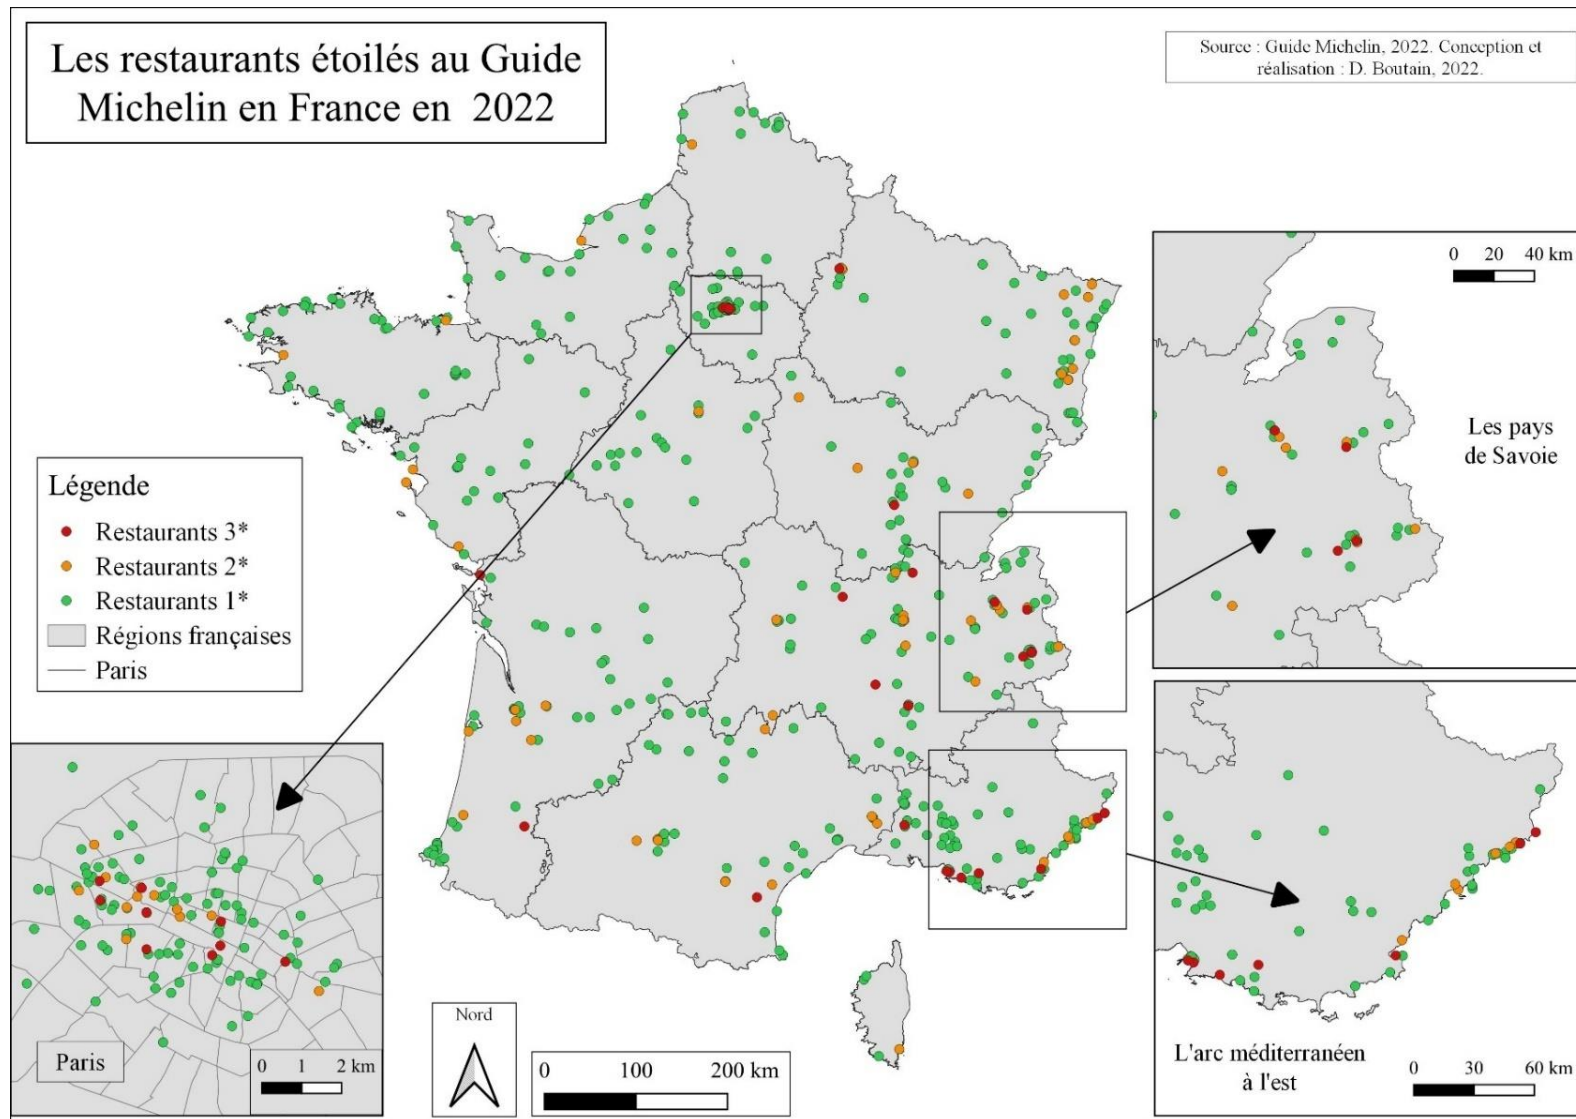 Les restaurants étoilés au Guide
Michelin en France en 2022
Source : Guide Michelin, 2022. Conception et
réalisation : D. Boutain, 2022.
0 20 40 km
Les pays
de Savoie
Légende
Restaurants 3*
Restaurants 2*
Restaurants 1*
Régions françaises
Paris
Paris
0 1 2 km
Nord
0 100 200 km
L'arc méditerranéen
à l'est
0 30 60 km